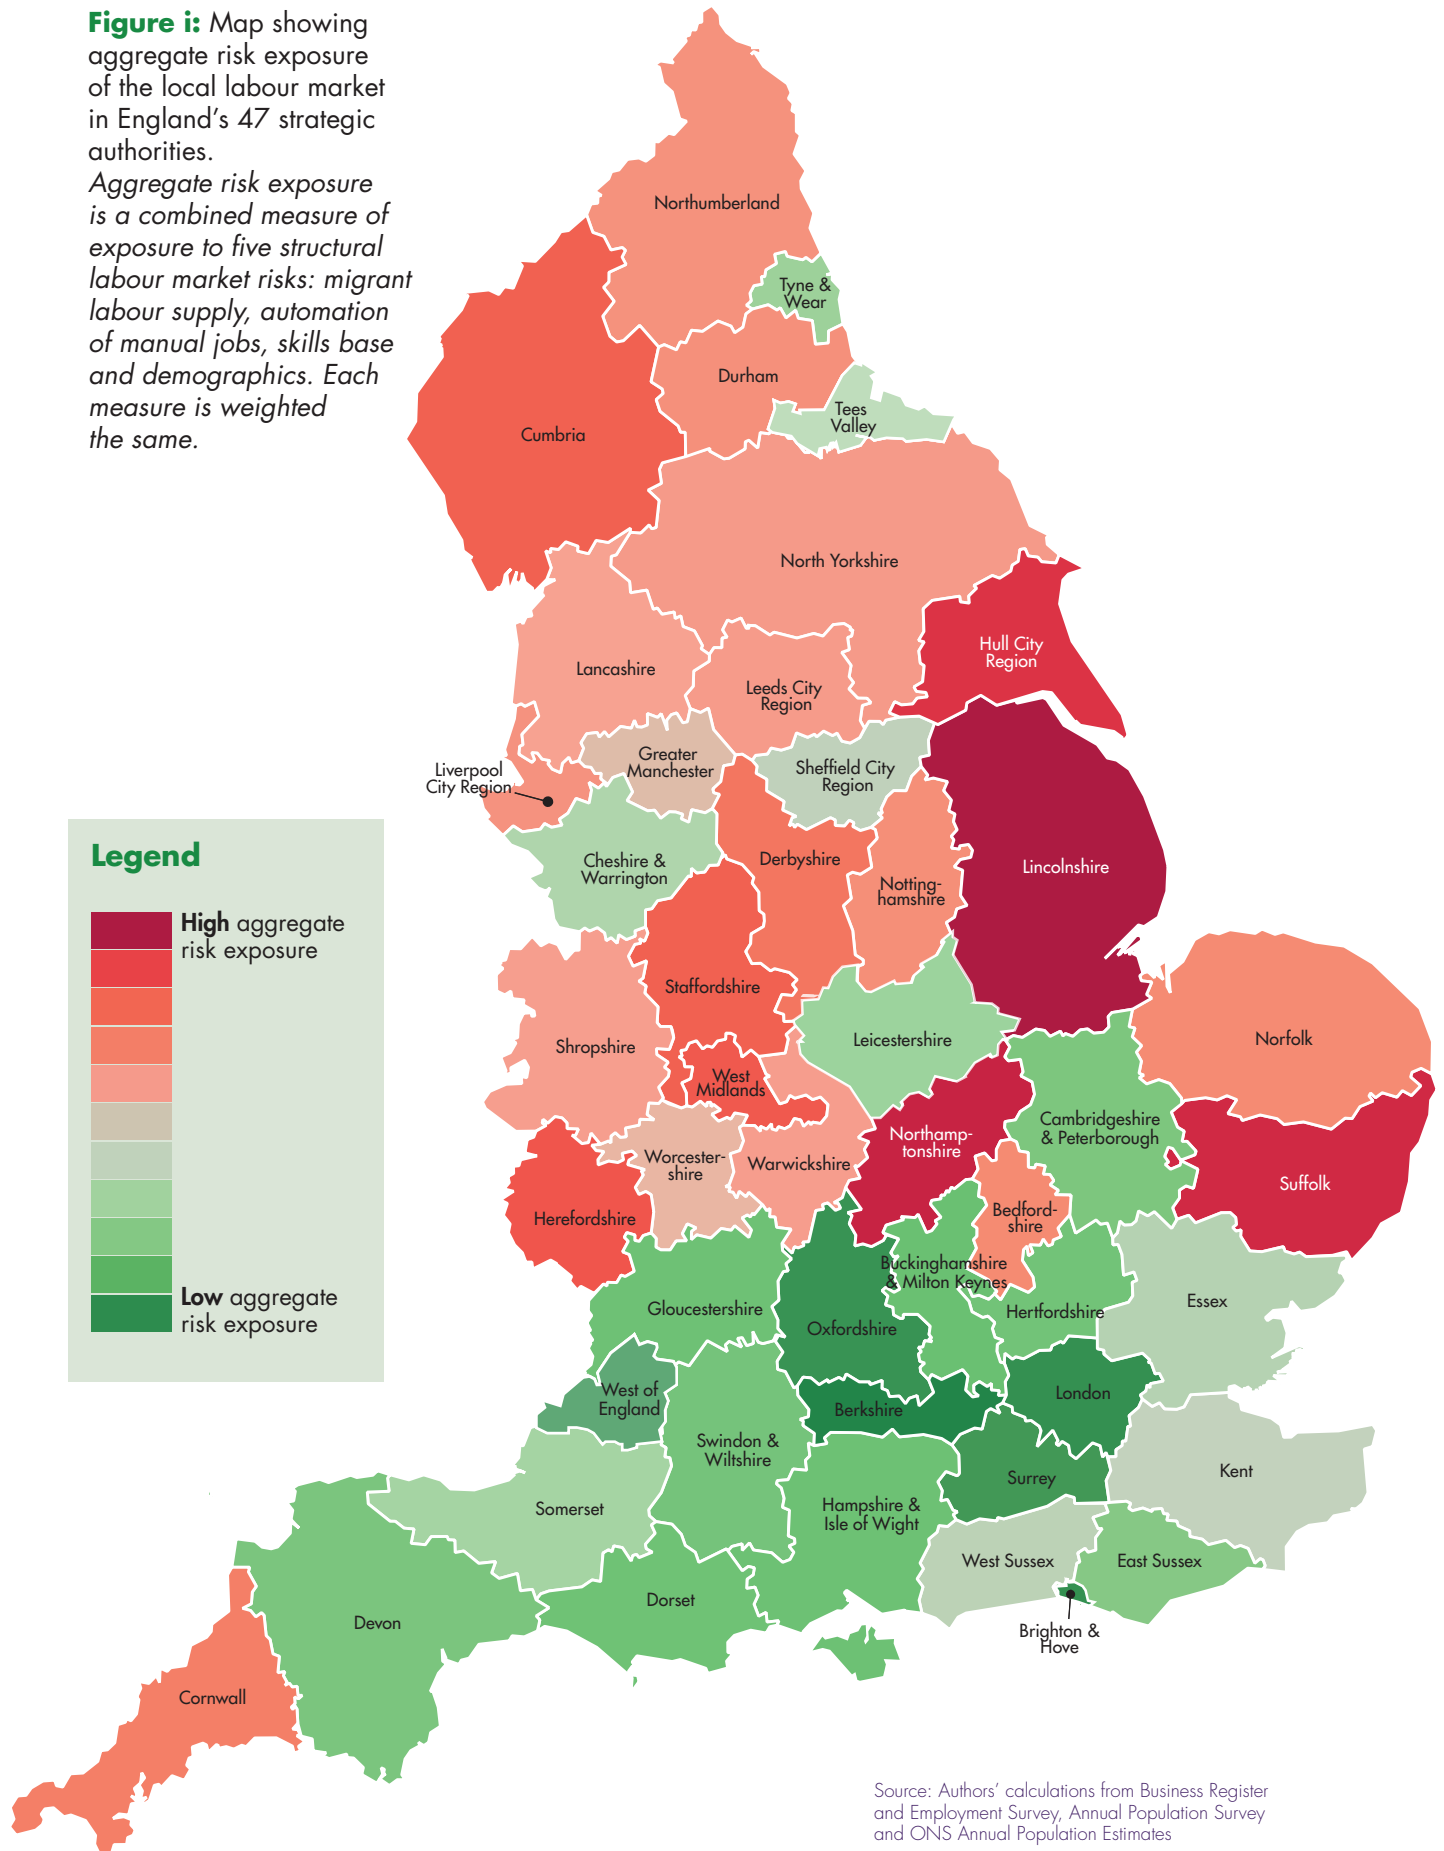 Figure i: Map showing
aggregate risk exposure
of the local labour market
in England’s 47 strategic
authorities.
Aggregate risk exposure
is a combined measure of
exposure to five structural
labour market risks: migrant
labour supply, automation
of manual jobs, skills base
and demographics. Each
measure is weighted
the same.
Northumberland
Tyne &
Wear
Durham
Tees
Valley
Cumbria
North Yorkshire
Hull City
Region
Lancashire
Leeds City
Region
Greater
Manchester
Sheffield City
Region
Liverpool
City Region
Cheshire &
Warrington
Derbyshire
Notting-
hamshire
Lincolnshire
Staffordshire
Shropshire
Leicestershire
Norfolk
West
Midlands
Cambridgeshire
& Peterborough
Northamp-
tonshire
Worcester-
shire
Warwickshire
Suffolk
Herefordshire
Bedford-
shire
Buckinghamshire
& Milton Keynes
Gloucestershire
Oxfordshire
Hertfordshire
Essex
West of
England
Berkshire
London
Swindon &
Wiltshire
Surrey
Kent
Somerset
Hampshire &
Isle of Wight
West Sussex
East Sussex
Dorset
Brighton &
Hove
Devon
Cornwall
Legend
High aggregate
risk exposure
Low aggregate
risk exposure
Source: Authors’ calculations from Business Register
and Employment Survey, Annual Population Survey
and ONS Annual Population Estimates